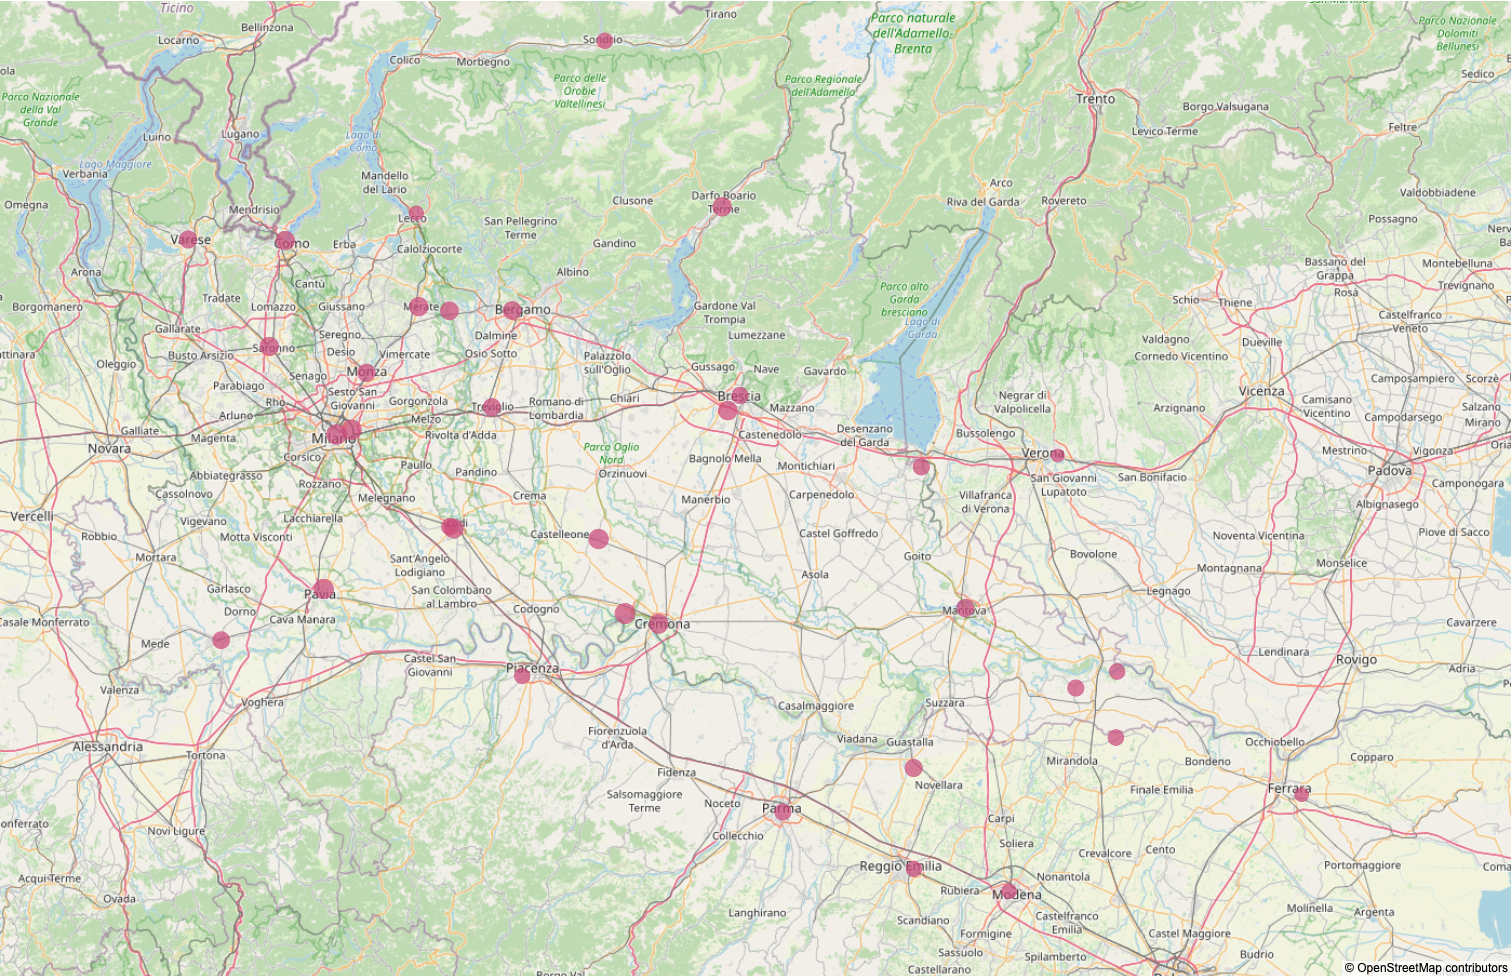 Ticino
Bellinzona
Tirano
Parco naturale
dell'Adamello-
Brenta
Parco Nazionale
Dolomiti
Bellunesi
Locarno
Sondrio
Colico
Morbegno
Sedico
Parco delle
Orobie
Valtellinesi
Parco Regionale
dell'Adamello
Parco Nazionale
della Val
Grande
Trento
Borgo Valsugana
Levico Terme
Feltre
Luino
Lugano
Lago di
Como
Lago Maggiore
Verbania
Mandello
del Lario
Arco
Riva del Garda
Rovereto
Valdobbiadene
Omegna
Mendrisio
Lecco
Clusone
Darfo Boario
Terme
San Pellegrino
Terme
Possagno
Varese
Como
Erba
Calolziocorte
Gandino
Albino
Arona
Cantù
Bassano del
Grappa
Montebelluna
Borgomanero
Tradate
Lomazzo
Giussano
Merate
Bergamo
Gardone Val
Trompia
Parco alto
Garda
bresciano
Lago di
Garda
Schio
Thiene
Rosa
Trevignano
Castelfranco
Veneto
Gallarate
Seregno
Dalmine
Lumezzane
Valdagno
Dueville
Busto Arsizio
Saronno
Desio
Vimercate
Osio Sotto
Palazzolo
sull'Oglio
Cornedo Vicentino
Oleggio
Senago
Monza
Gussago
Nave
Gavardo
Camposampiero
Scorzè
Parabiago
Sesto San
Giovanni
Gorgonzola
Treviglio
Romano di
Lombardia
Chiari
Brescia
Mazzano
Negrar di
Valpolicella
Arzignano
Vicenza
Camisano
Vicentino
Campodarsego
Salzano
Mirano
Rho
Arluno
Melzo
Galliate
Magenta
Milano
Rivolta d'Adda
Castenedolo
Desenzano
del Garda
Bussolengo
Novara
Corsico
Parco Oglio
Nord
Bagnolo Mella
Montichiari
Verona
Mestrino
Vigonza
Padova
Abbiategrasso
Rozzano
Paullo
Pandino
Orzinuovi
San Giovanni
Lupatoto
San Bonifacio
Camponogara
Cassolnovo
Melegnano
Crema
Manerbio
Carpenedolo
Villafranca
di Verona
Albignasego
Vercelli
Vigevano
Lacchiarella
Lodi
Robbio
Motta Visconti
Castelleone
Castel Goffredo
Noventa Vicentina
Piove di Sacco
Mortara
Sant'Angelo
Lodigiano
Goito
Bovolone
Montagnana
Monselice
Garlasco
Pavia
San Colombano
al Lambro
Asola
Legnago
Dorno
Codogno
Mantova
Casale Monferrato
Cava Manara
Cremona
Cavarzere
Mede
Castel San
Giovanni
Piacenza
Lendinara
Rovigo
Adria
Valenza
Voghera
Casalmaggiore
Suzzara
Alessandria
Fiorenzuola
d'Arda
Viadana
Guastalla
Occhiobello
Tortona
Mirandola
Bondeno
Copparo
Fidenza
Novellara
Finale Emilia
Ferrara
Salsomaggiore
Terme
Noceto
Parma
Novi Ligure
Collecchio
Carpi
Soliera
Crevalcore
Cento
Portomaggiore
Acqui Terme
Reggio Emilia
Nonantola
Rubiera
Modena
Ovada
Langhirano
Scandiano
Castelfranco
Emilia
Molinella
Argenta
Formigine
Castel Maggiore
Sassuolo
Spilamberto
Budrio
Castellarano
© OpenStreetMap contributors